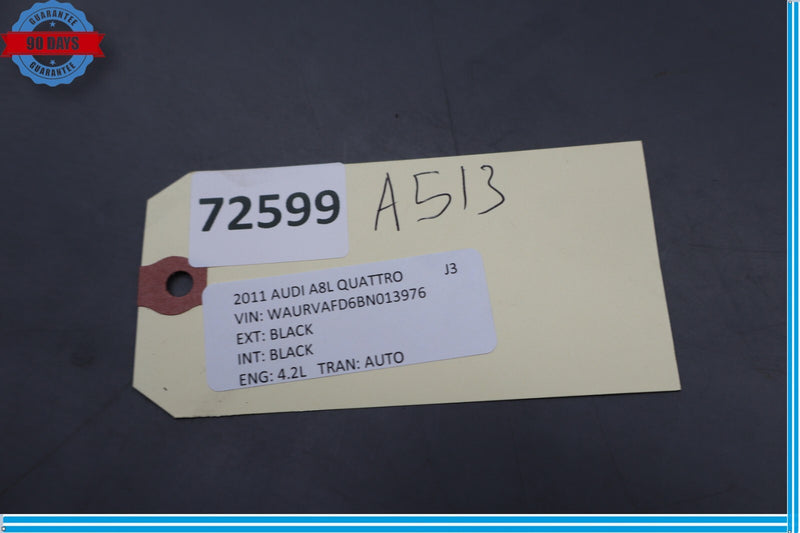 GUARANTEE
90 DAYS
GUARANTEE
72599
A513
2011 AUDI A8L QUATTRO J3
VIN: WAURVAFD6BN013976
EXT: BLACK
INT: BLACK
ENG: 4.2L TRAN: AUTO